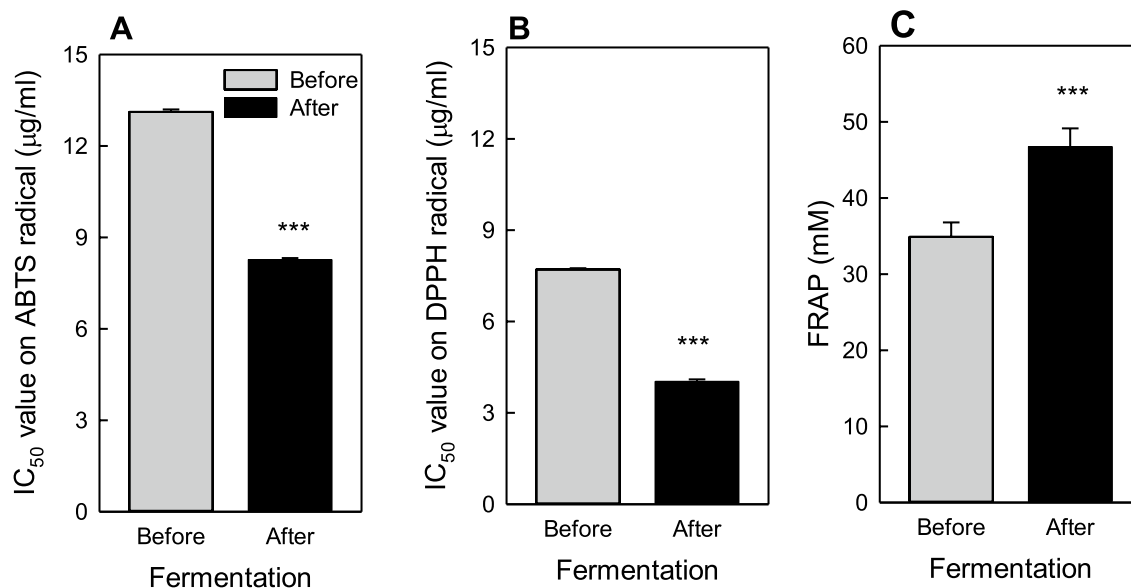 A
IC50 value on ABTS radical (μg/ml)
15
12
9
6
3
0
Before
After
***
Before After
Fermentation
B
IC50 value on DPPH radical (μg/ml)
15
12
9
6
3
0
***
Before After
Fermentation
C
FRAP (mM)
60
50
40
30
20
10
0
***
Before After
Fermentation